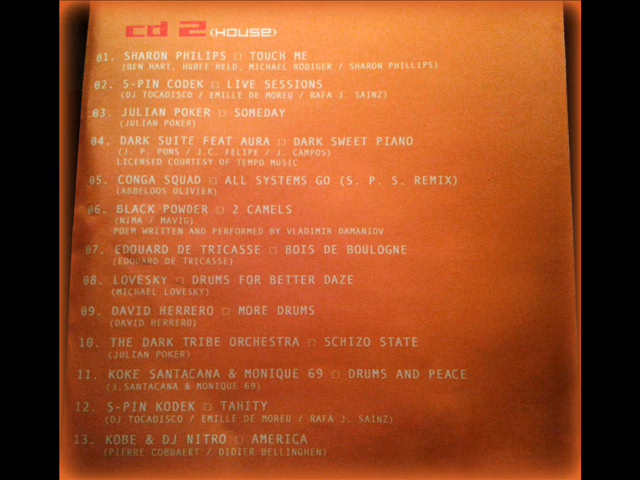 cd 2 (HOUSE)
01. SHARON PHILIPS □ TOUCH ME
(BEN HART, HUBEE HELD, MICHAEL RÖDIGER / SHARON PHILLIPS)
02. S-PIN CODEK □ LIVE SESSIONS
(DJ TOCADISCO / EMILLE DE MOREU / RAFA J. SAINZ)
03. JULIAN POKER □ SOMEDAY
(JULIAN POKER)
04. DARK SUITE FEAT AURA □ DARK SWEET PIANO
(J. P. PONS / J.C. FELIPE / J. CAMPOS)
LICENSED COURTESY OF TEMPO MUSIC
05. CONGA SQUAD □ ALL SYSTEMS GO (S. P. S. REMIX)
(ABBELOOS OLIVIER)
06. BLACK POWDER □ 2 CAMELS
(NIMA / NAVIG)
POEM WRITTEN AND PERFORMED BY VLADIMIR DAMANIOV
07. EDOUARD DE TRICASSE □ BOIS DE BOULOGNE
(EDOUARD DE TRICASSE)
08. LOVESKY □ DRUMS FOR BETTER DAZE
(MICHAEL LOVESKY)
09. DAVID HERRERO □ MORE DRUMS
(DAVID HERRERO)
10. THE DARK TRIBE ORCHESTRA □ SCHIZO STATE
(JULIAN POKER)
11. KOKE SANTACANA & MONIQUE 69 □ DRUMS AND PEACE
(J.SANTACANA & MONIQUE 69)
12. S-PIN KODEK □ TAHITY
(DJ TOCADISCO / EMILLE DE MOREU / RAFA J. SAINZ)
13. KOBE & DJ NITRO □ AMERICA
(PIERRE COBBAERT / DIDIER BELLINGHEN)